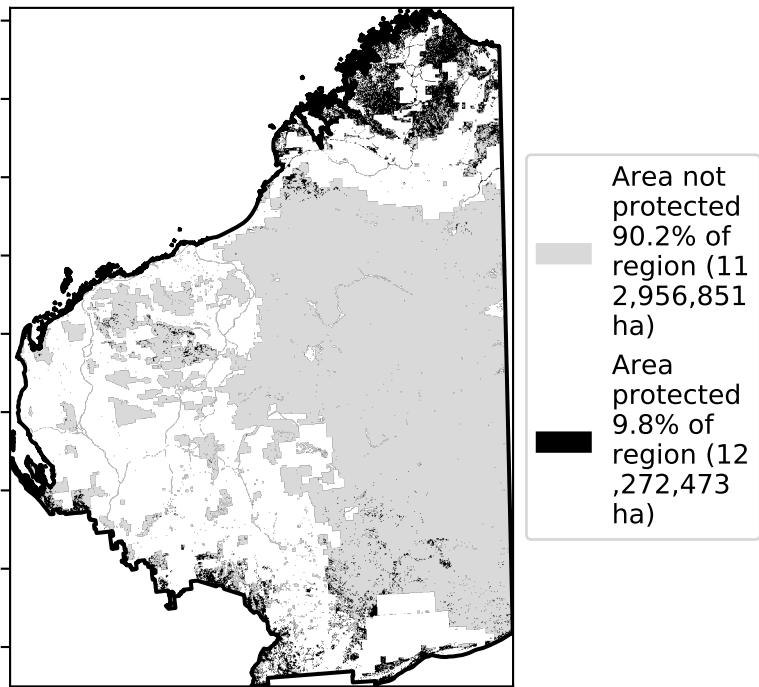 Area not
protected
90.2% of
region (11
2,956,851
ha)
Area
protected
9.8% of
region (12
,272,473
ha)